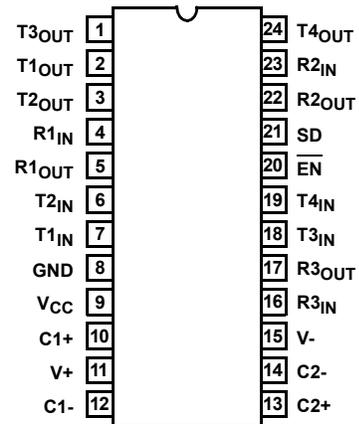 T3OUT 1 24 T4OUT
T1OUT 2 23 R2IN
T2OUT 3 22 R2OUT
R1IN 4 21 SD
R1OUT 5 20 EN
T2IN 6 19 T4IN
T1IN 7 18 T3IN
GND 8 17 R3OUT
VCC 9 16 R3IN
C1+ 10 15 V-
V+ 11 14 C2-
C1- 12 13 C2+